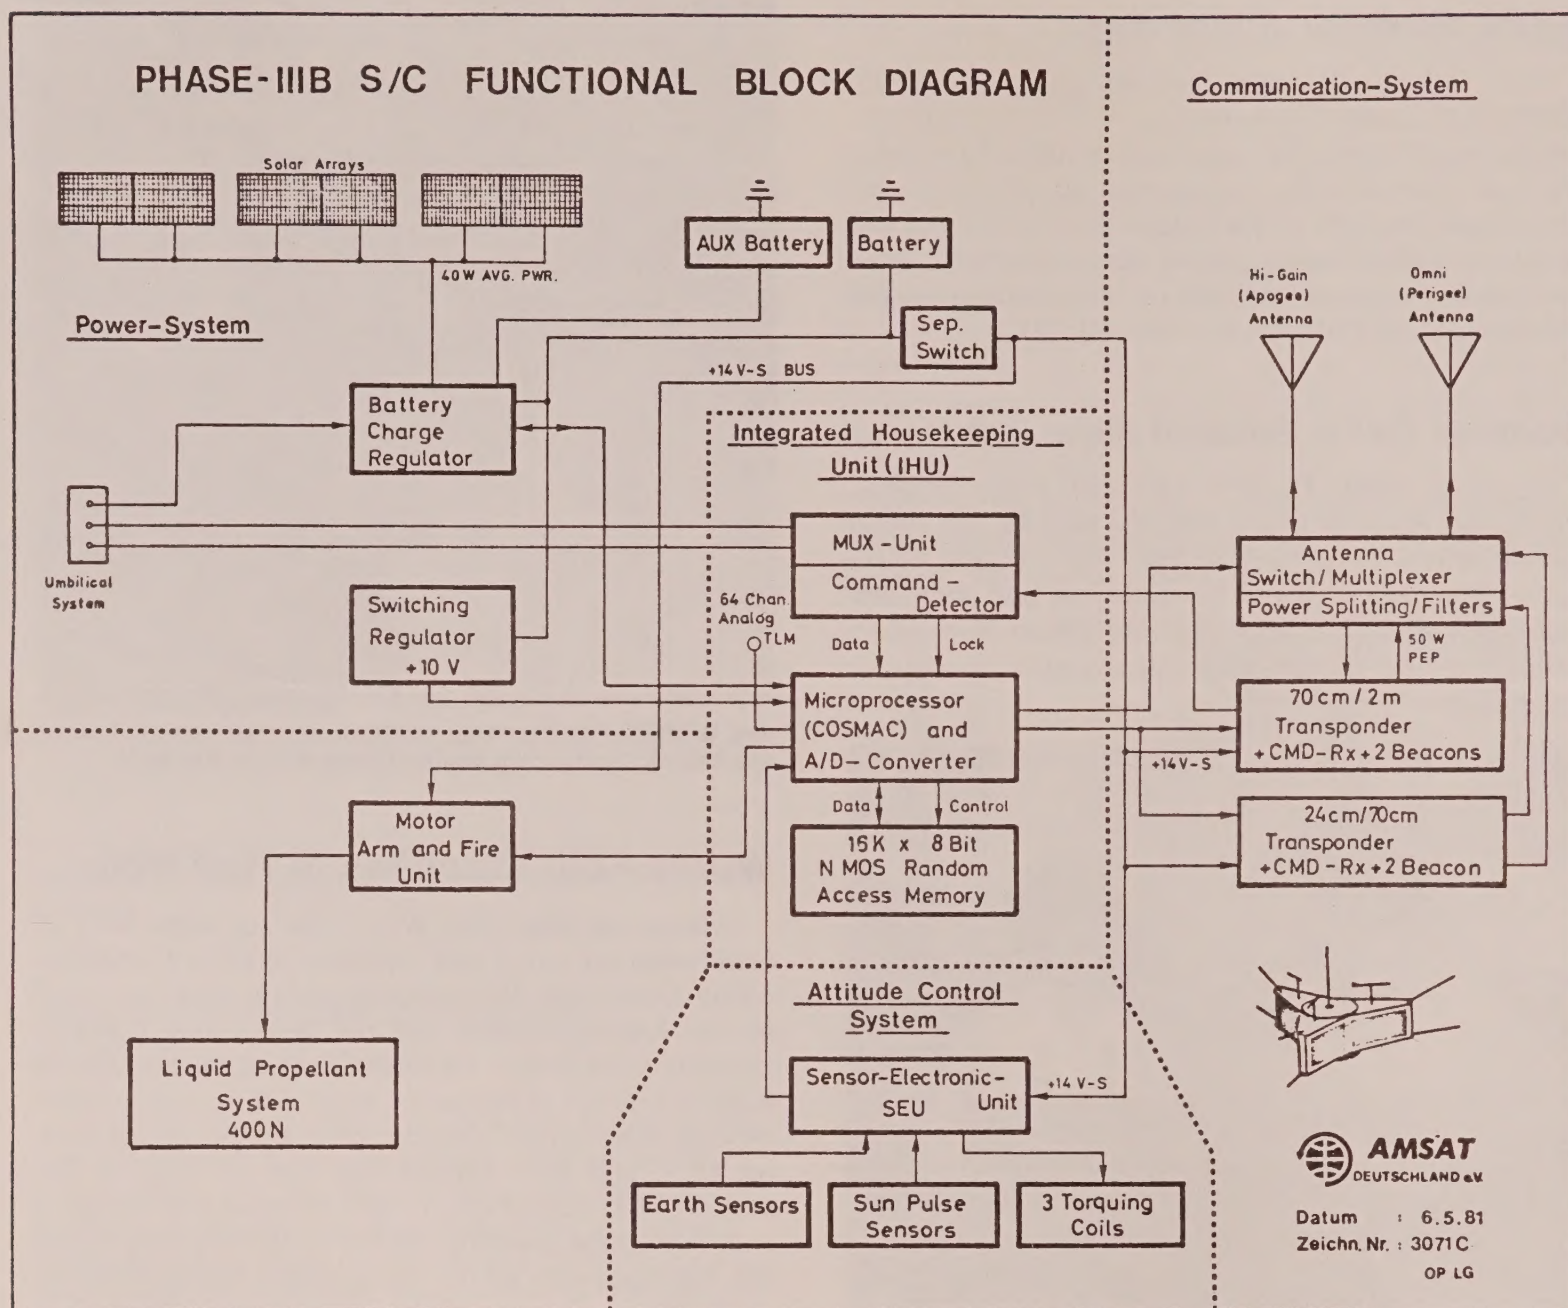 PHASE-IIIB S/C FUNCTIONAL BLOCK DIAGRAM
Communication-System
Solar Arrays
40W AVG. PWR.
AUX Battery
Battery
Power-System
Sep.
Switch
+14V-S BUS
Hi-Gain
(Apogee)
Antenna
Omni
(Perigee)
Antenna
Battery
Charge
Regulator
Integrated Housekeeping
Unit (IHU)
Umbilical
System
MUX-Unit
Command-
Detector
Antenna
Switch/Multiplexer
Power Splitting/Filters
Switching
Regulator
+10 V
64 Chan.
Analog
TLM
Data
Lock
50 W
PEP
Microprocessor
(COSMAC) and
A/D-Converter
70cm/2m
Transponder
+CMD-Rx+2 Beacons
+14V-S
Data
Control
Motor
Arm and Fire
Unit
16K x 8Bit
N MOS Random
Access Memory
24cm/70cm
Transponder
+CMD-Rx+2 Beacon
Attitude Control
System
Liquid Propellant
System
400N
Sensor-Electronic-
SEU Unit
+14 V-S
Earth Sensors
Sun Pulse
Sensors
3 Torquing
Coils
AMSAT
DEUTSCHLAND e.V.
Datum : 6.5.81
Zeichn. Nr. : 3071C
OP LG